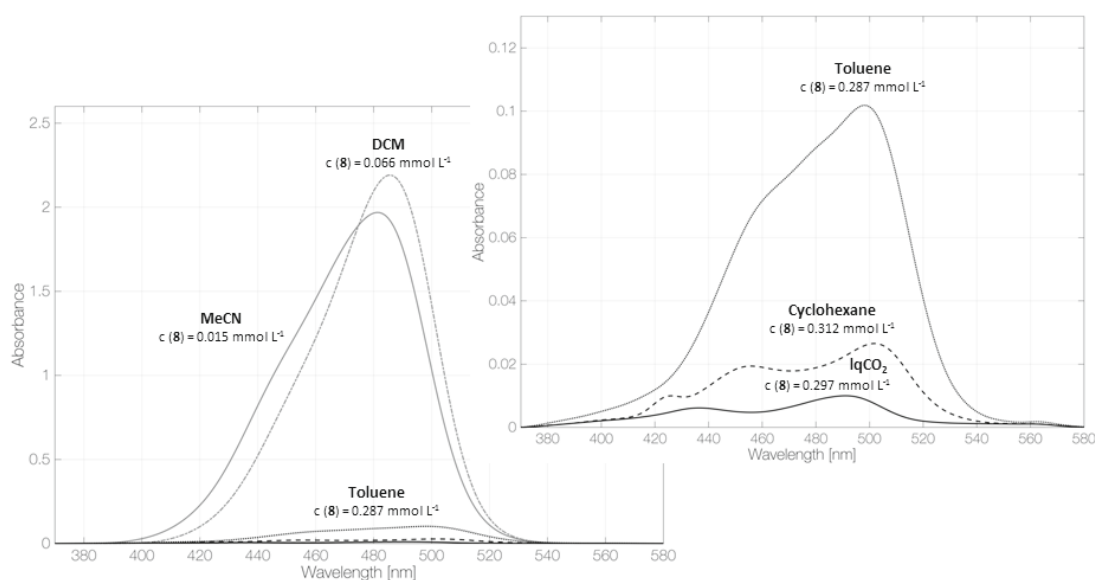 DCM
c (8) = 0.066 mmol L⁻¹
MeCN
c (8) = 0.015 mmol L⁻¹
Toluene
c (8) = 0.287 mmol L⁻¹
2.5
2
1.5
1
0.5
0
Absorbance
380 400 420 440 460 480 500 520 540 560 580
Wavelength [nm]
Toluene
c (8) = 0.287 mmol L⁻¹
Cyclohexane
c (8) = 0.312 mmol L⁻¹
lqCO₂
c (8) = 0.297 mmol L⁻¹
0.12
0.1
0.08
0.06
0.04
0.02
0
Absorbance
380 400 420 440 460 480 500 520 540 560 580
Wavelength [nm]